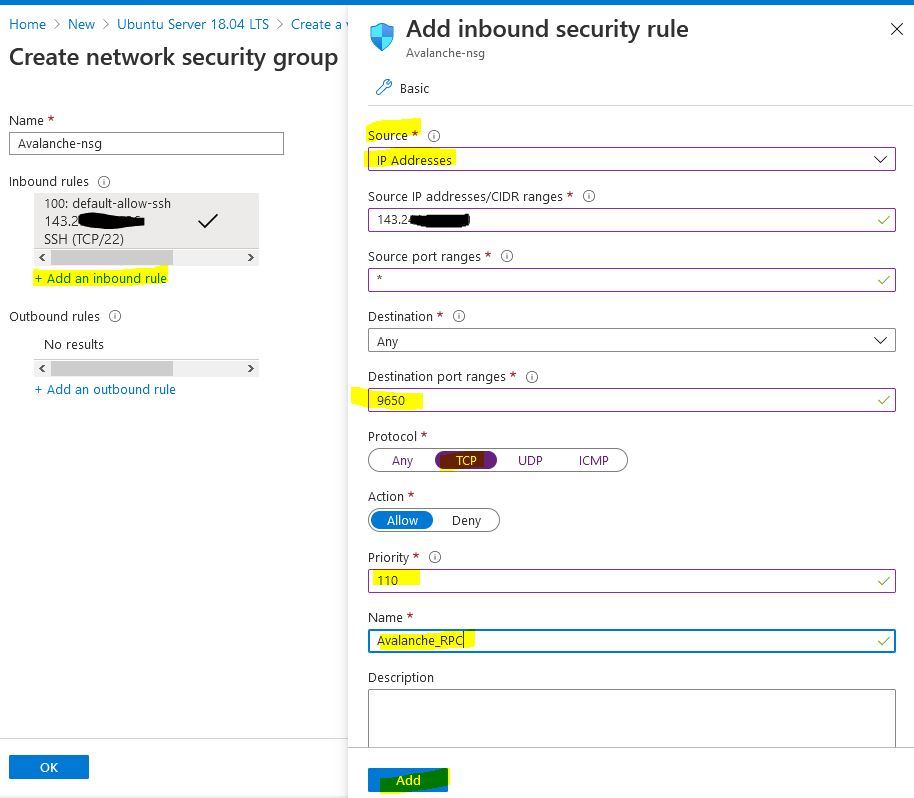 Home > New > Ubuntu Server 18.04 LTS > Create a
Create network security group
Name *
Avalanche-nsg
Inbound rules
100: default-allow-ssh
143.2
SSH (TCP/22)
+ Add an inbound rule
Outbound rules
No results
+ Add an outbound rule
OK
Add inbound security rule
Avalanche-nsg
Basic
Source *
IP Addresses
Source IP addresses/CIDR ranges *
143.2
Source port ranges *
*
Destination *
Any
Destination port ranges *
9650
Protocol *
Any TCP UDP ICMP
Action *
Allow Deny
Priority *
110
Name *
Avalanche_RPC
Description
Add